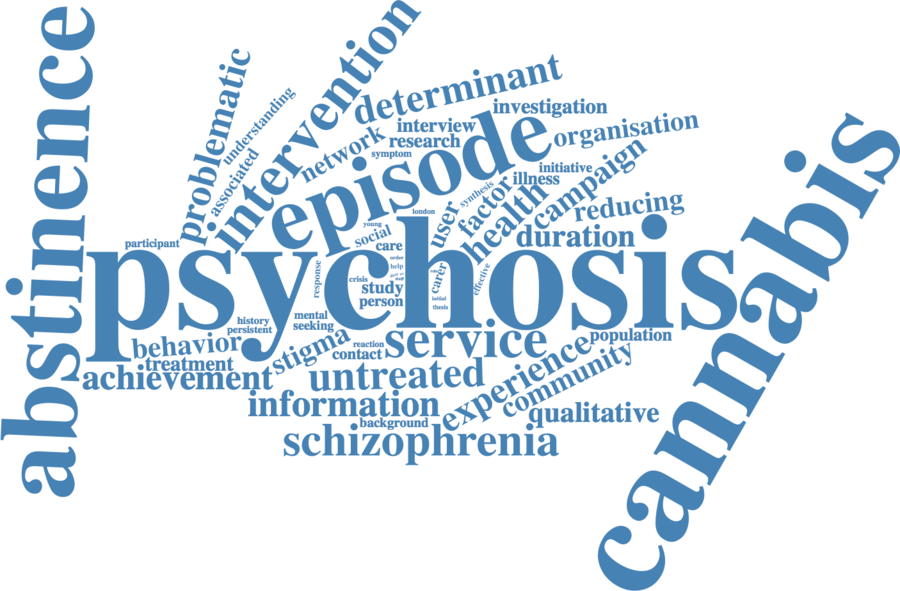 abstinence
problematic
understanding
associated
intervention
network
determinant
investigation
interview
research
symptom
episode
organisation
initiative
illness
synthesis
factor
campaign
health
user
reducing
duration
london
young
social
care
participant
psychosis
cannabis
order
help
response
crisis
study
person
carer
initial
thesis
effective
history
persistent
mental
seeking
behavior
treatment
achievement
stigma
reaction
contact
service
population
untreated
experience
community
information
background
qualitative
schizophrenia